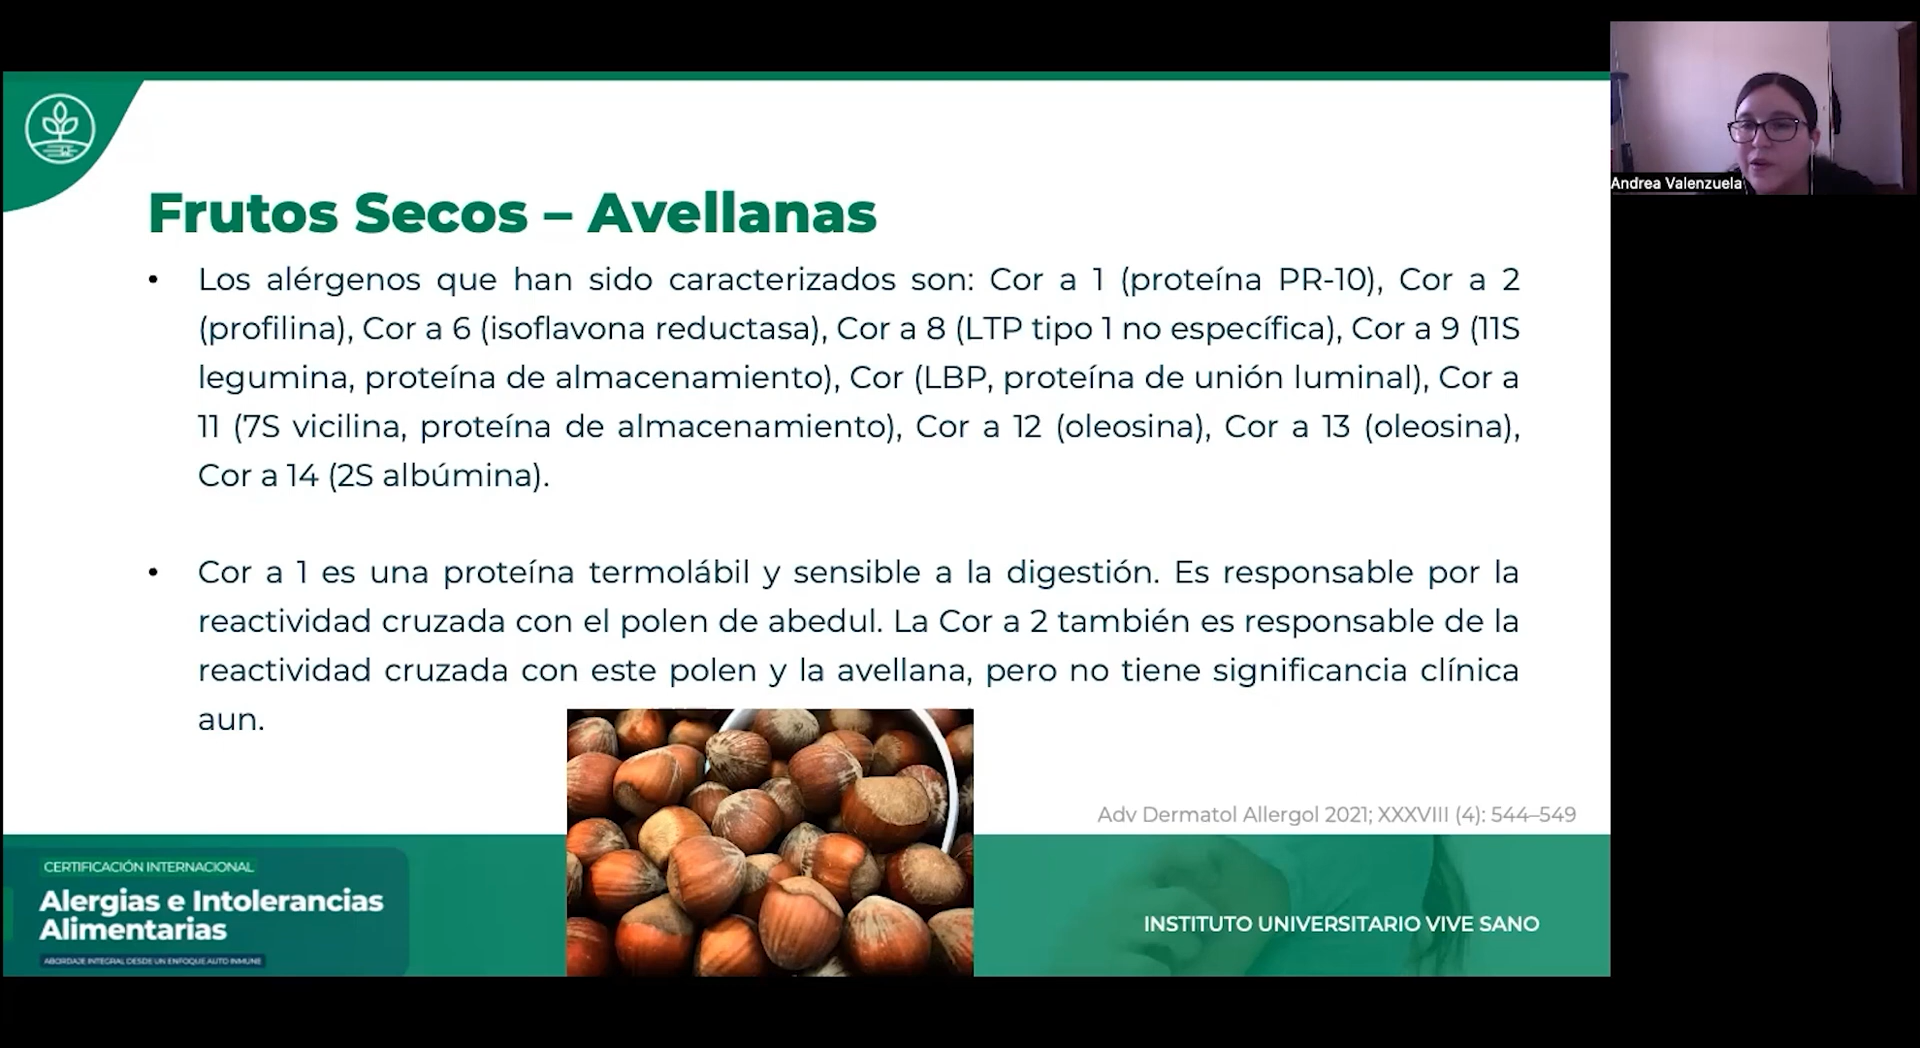 Frutos Secos – Avellanas
• Los alérgenos que han sido caracterizados son: Cor a 1 (proteína PR-10), Cor a 2
(profilina), Cor a 6 (isoflavona reductasa), Cor a 8 (LTP tipo 1 no específica), Cor a 9 (11S
legumina, proteína de almacenamiento), Cor (LBP, proteína de unión luminal), Cor a
11 (7S vicilina, proteína de almacenamiento), Cor a 12 (oleosina), Cor a 13 (oleosina),
Cor a 14 (2S albúmina).
• Cor a 1 es una proteína termolábil y sensible a la digestión. Es responsable por la
reactividad cruzada con el polen de abedul. La Cor a 2 también es responsable de la
reactividad cruzada con este polen y la avellana, pero no tiene significancia clínica
aun.
Adv Dermatol Allergol 2021; XXXVIII (4): 544–549
CERTIFICACIÓN INTERNACIONAL
Alergias e Intolerancias
Alimentarias
ABORDAJE INTEGRAL DESDE UN ENFOQUE AUTO INMUNE
INSTITUTO UNIVERSITARIO VIVE SANO
Andrea Valenzuela